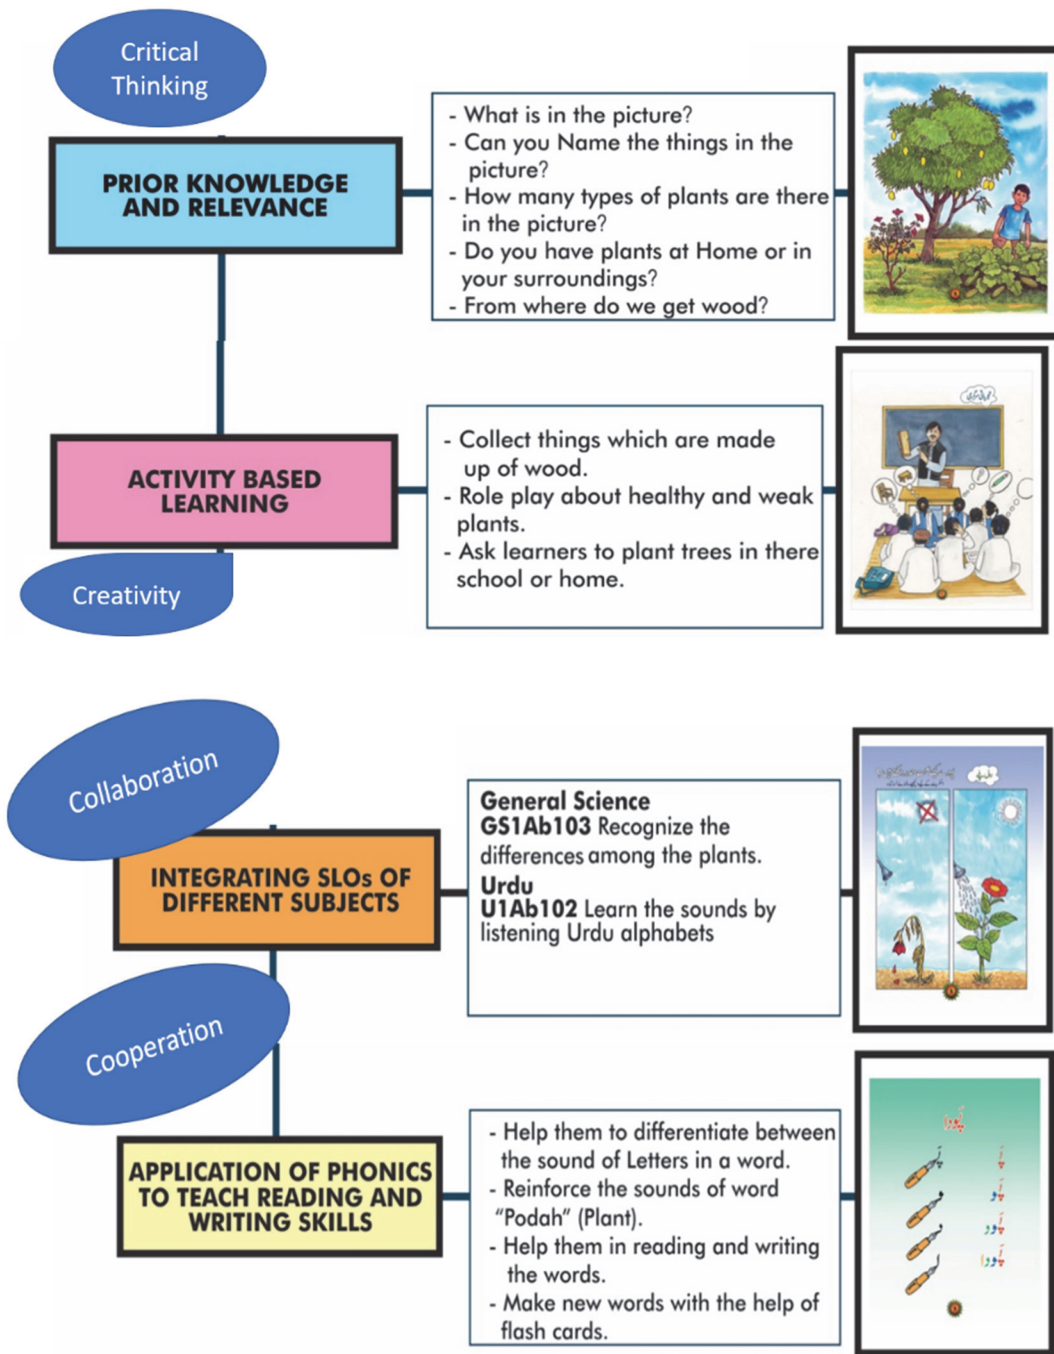 Critical
Thinking
PRIOR KNOWLEDGE
AND RELEVANCE
- What is in the picture?
- Can you Name the things in the
picture?
- How many types of plants are there
in the picture?
- Do you have plants at Home or in
your surroundings?
- From where do we get wood?
ACTIVITY BASED
LEARNING
Creativity
- Collect things which are made
up of wood.
- Role play about healthy and weak
plants.
- Ask learners to plant trees in there
school or home.
Collaboration
INTEGRATING SLOs OF
DIFFERENT SUBJECTS
General Science
GS1Ab103 Recognize the
differences among the plants.
Urdu
U1Ab102 Learn the sounds by
listening Urdu alphabets
Cooperation
APPLICATION OF PHONICS
TO TEACH READING AND
WRITING SKILLS
- Help them to differentiate between
the sound of Letters in a word.
- Reinforce the sounds of word
"Podah" (Plant).
- Help them in reading and writing
the words.
- Make new words with the help of
flash cards.
پَودا
پَ
پَو
پَود
پَودا